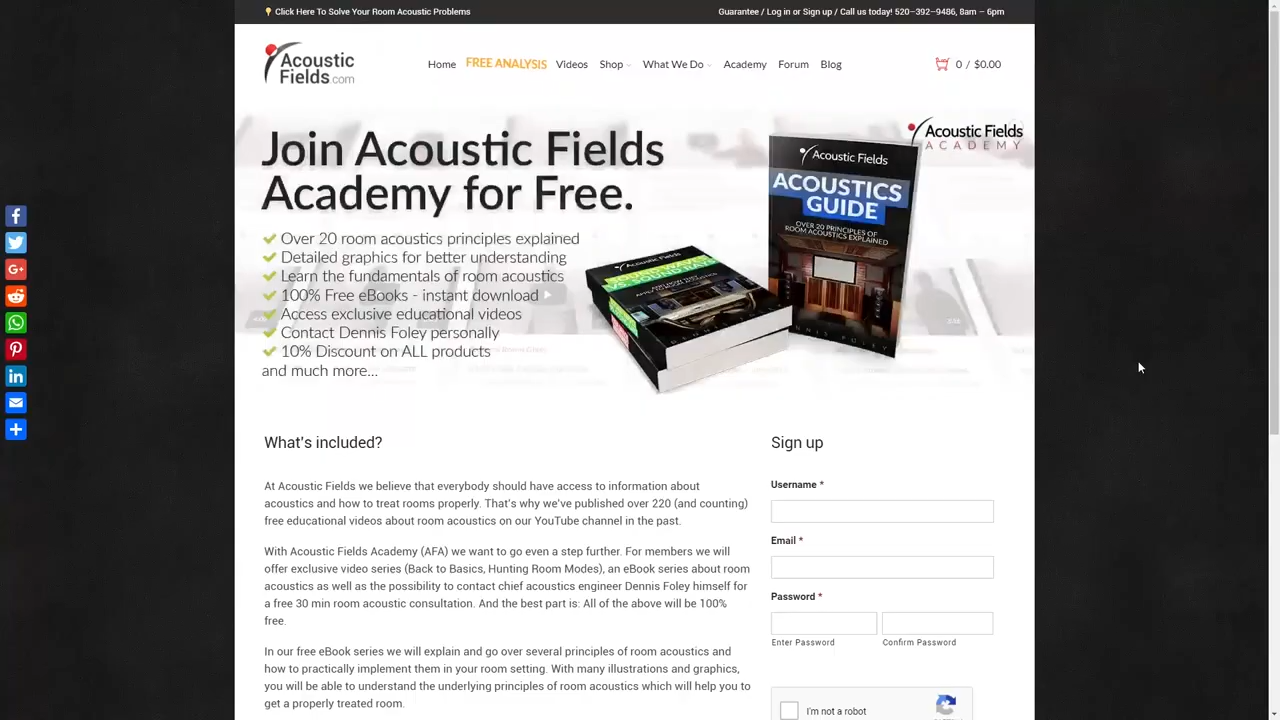 Click Here To Solve Your Room Acoustic Problems
Guarantee / Log in or Sign up / Call us today! 520-392-9486, 8am – 6pm
Acoustic
Fields.com
Home FREE ANALYSIS Videos Shop What We Do Academy Forum Blog
0 / $0.00
Join Acoustic Fields
Academy for Free.
Over 20 room acoustics principles explained
Detailed graphics for better understanding
Learn the fundamentals of room acoustics
100% Free eBooks - instant download
Access exclusive educational videos
Contact Dennis Foley personally
10% Discount on ALL products
and much more...
Acoustic Fields
ACADEMY
Acoustic Fields
ACOUSTICS
GUIDE
OVER 20 PRINCIPLES OF
ROOM ACOUSTICS EXPLAINED
Acoustic Fields
What's included?
At Acoustic Fields we believe that everybody should have access to information about
acoustics and how to treat rooms properly. That's why we've published over 220 (and counting)
free educational videos about room acoustics on our YouTube channel in the past.
With Acoustic Fields Academy (AFA) we want to go even a step further. For members we will
offer exclusive video series (Back to Basics, Hunting Room Modes), an eBook series about room
acoustics as well as the possibility to contact chief acoustics engineer Dennis Foley himself for
a free 30 min room acoustic consultation. And the best part is: All of the above will be 100%
free.
In our free eBook series we will explain and go over several principles of room acoustics and
how to practically implement them in your room setting. With many illustrations and graphics,
you will be able to understand the underlying principles of room acoustics which will help you to
get a properly treated room.
Sign up
Username *
Email *
Password *
Enter Password
Confirm Password
I'm not a robot